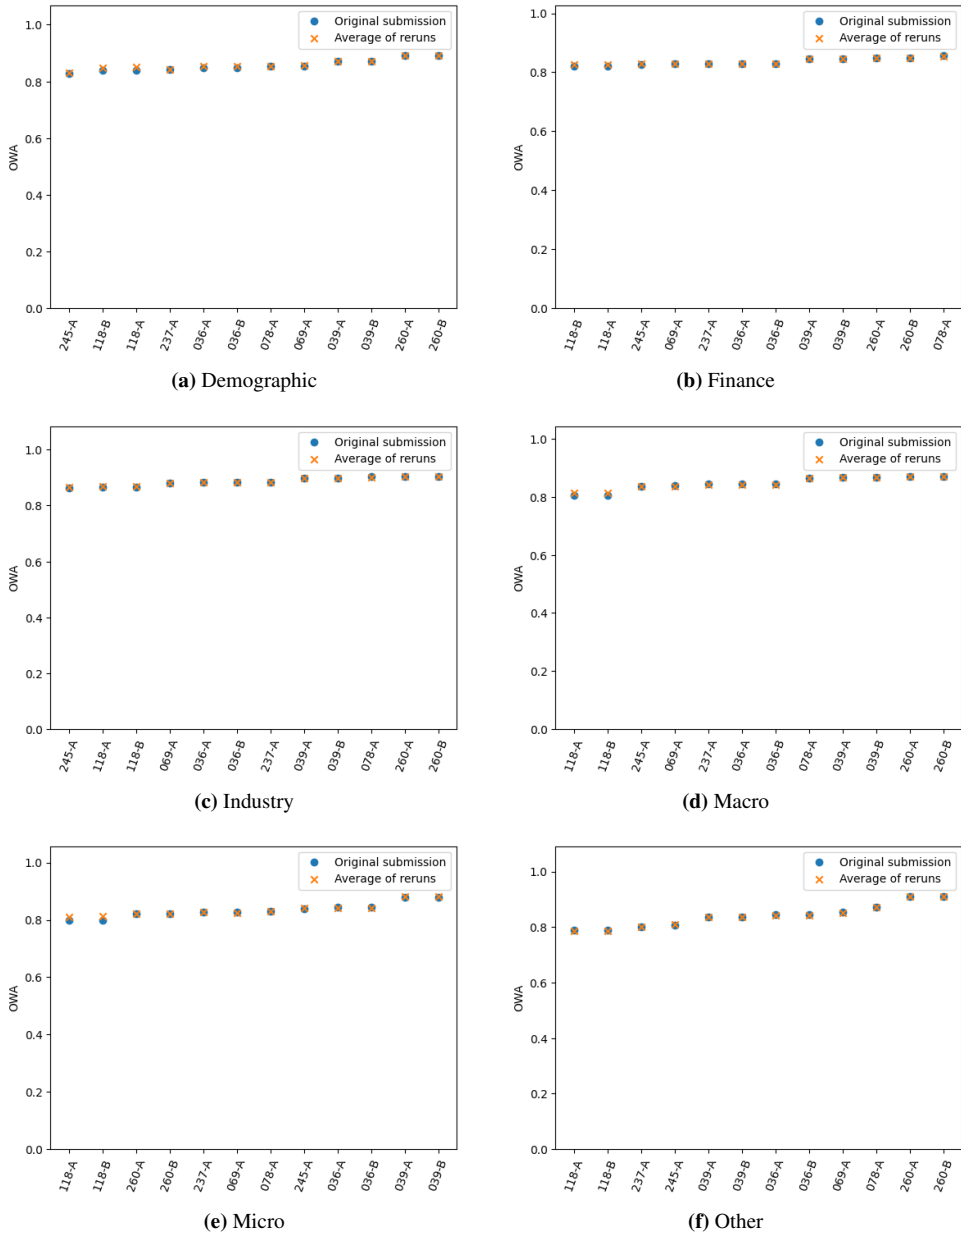 1.0
0.8
0.6
0.4
0.2
0.0
OWA
Original submission
Average of reruns
245-A
118-B
118-A
237-A
036-A
036-B
078-A
069-A
039-A
039-B
260-A
260-B
(a) Demographic
1.0
0.8
0.6
0.4
0.2
0.0
OWA
Original submission
Average of reruns
118-B
118-A
245-A
069-A
237-A
036-A
036-B
039-A
039-B
260-A
260-B
078-A
(b) Finance
1.0
0.8
0.6
0.4
0.2
0.0
OWA
Original submission
Average of reruns
245-A
118-A
118-B
069-A
036-A
036-B
237-A
039-A
039-B
078-A
260-A
260-B
(c) Industry
1.0
0.8
0.6
0.4
0.2
0.0
OWA
Original submission
Average of reruns
118-A
118-B
245-A
069-A
237-A
036-A
036-B
078-A
039-A
039-B
260-A
260-B
(d) Macro
1.0
0.8
0.6
0.4
0.2
0.0
OWA
Original submission
Average of reruns
118-A
118-B
260-A
260-B
237-A
069-A
078-A
245-A
036-A
036-B
039-A
039-B
(e) Micro
1.0
0.8
0.6
0.4
0.2
0.0
OWA
Original submission
Average of reruns
118-A
118-B
237-A
245-A
039-A
039-B
036-A
036-B
069-A
078-A
260-A
260-B
(f) Other